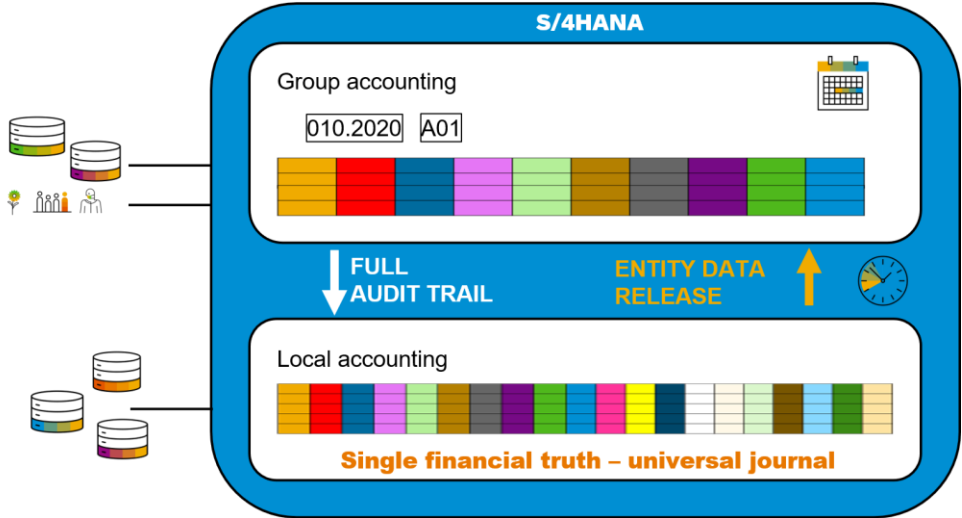 S/4HANA
Group accounting
010.2020 A01
FULL
AUDIT TRAIL
ENTITY DATA
RELEASE
Local accounting
Single financial truth – universal journal